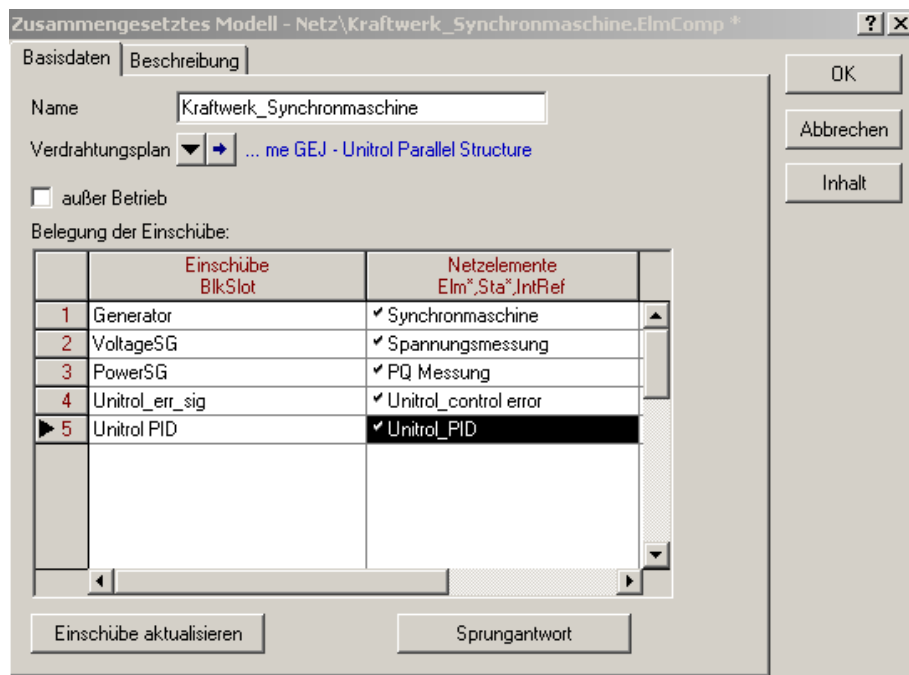 Zusammengesetztes Modell - Netz\Kraftwerk_Synchronmaschine.ElmComp *
Basisdaten Beschreibung
OK
Name Kraftwerk_Synchronmaschine
Abbrechen
Verdrahtungsplan ... me GEJ - Unitrol Parallel Structure
Inhalt
außer Betrieb
Belegung der Einschübe:
Einschübe Netzelemente
BlkSlot Elm*,Sta*,IntRef
1 Generator Synchronmaschine
2 VoltageSG Spannungsmessung
3 PowerSG PQ Messung
4 Unitrol_err_sig Unitrol_control error
5 Unitrol PID Unitrol_PID
Einschübe aktualisieren Sprungantwort